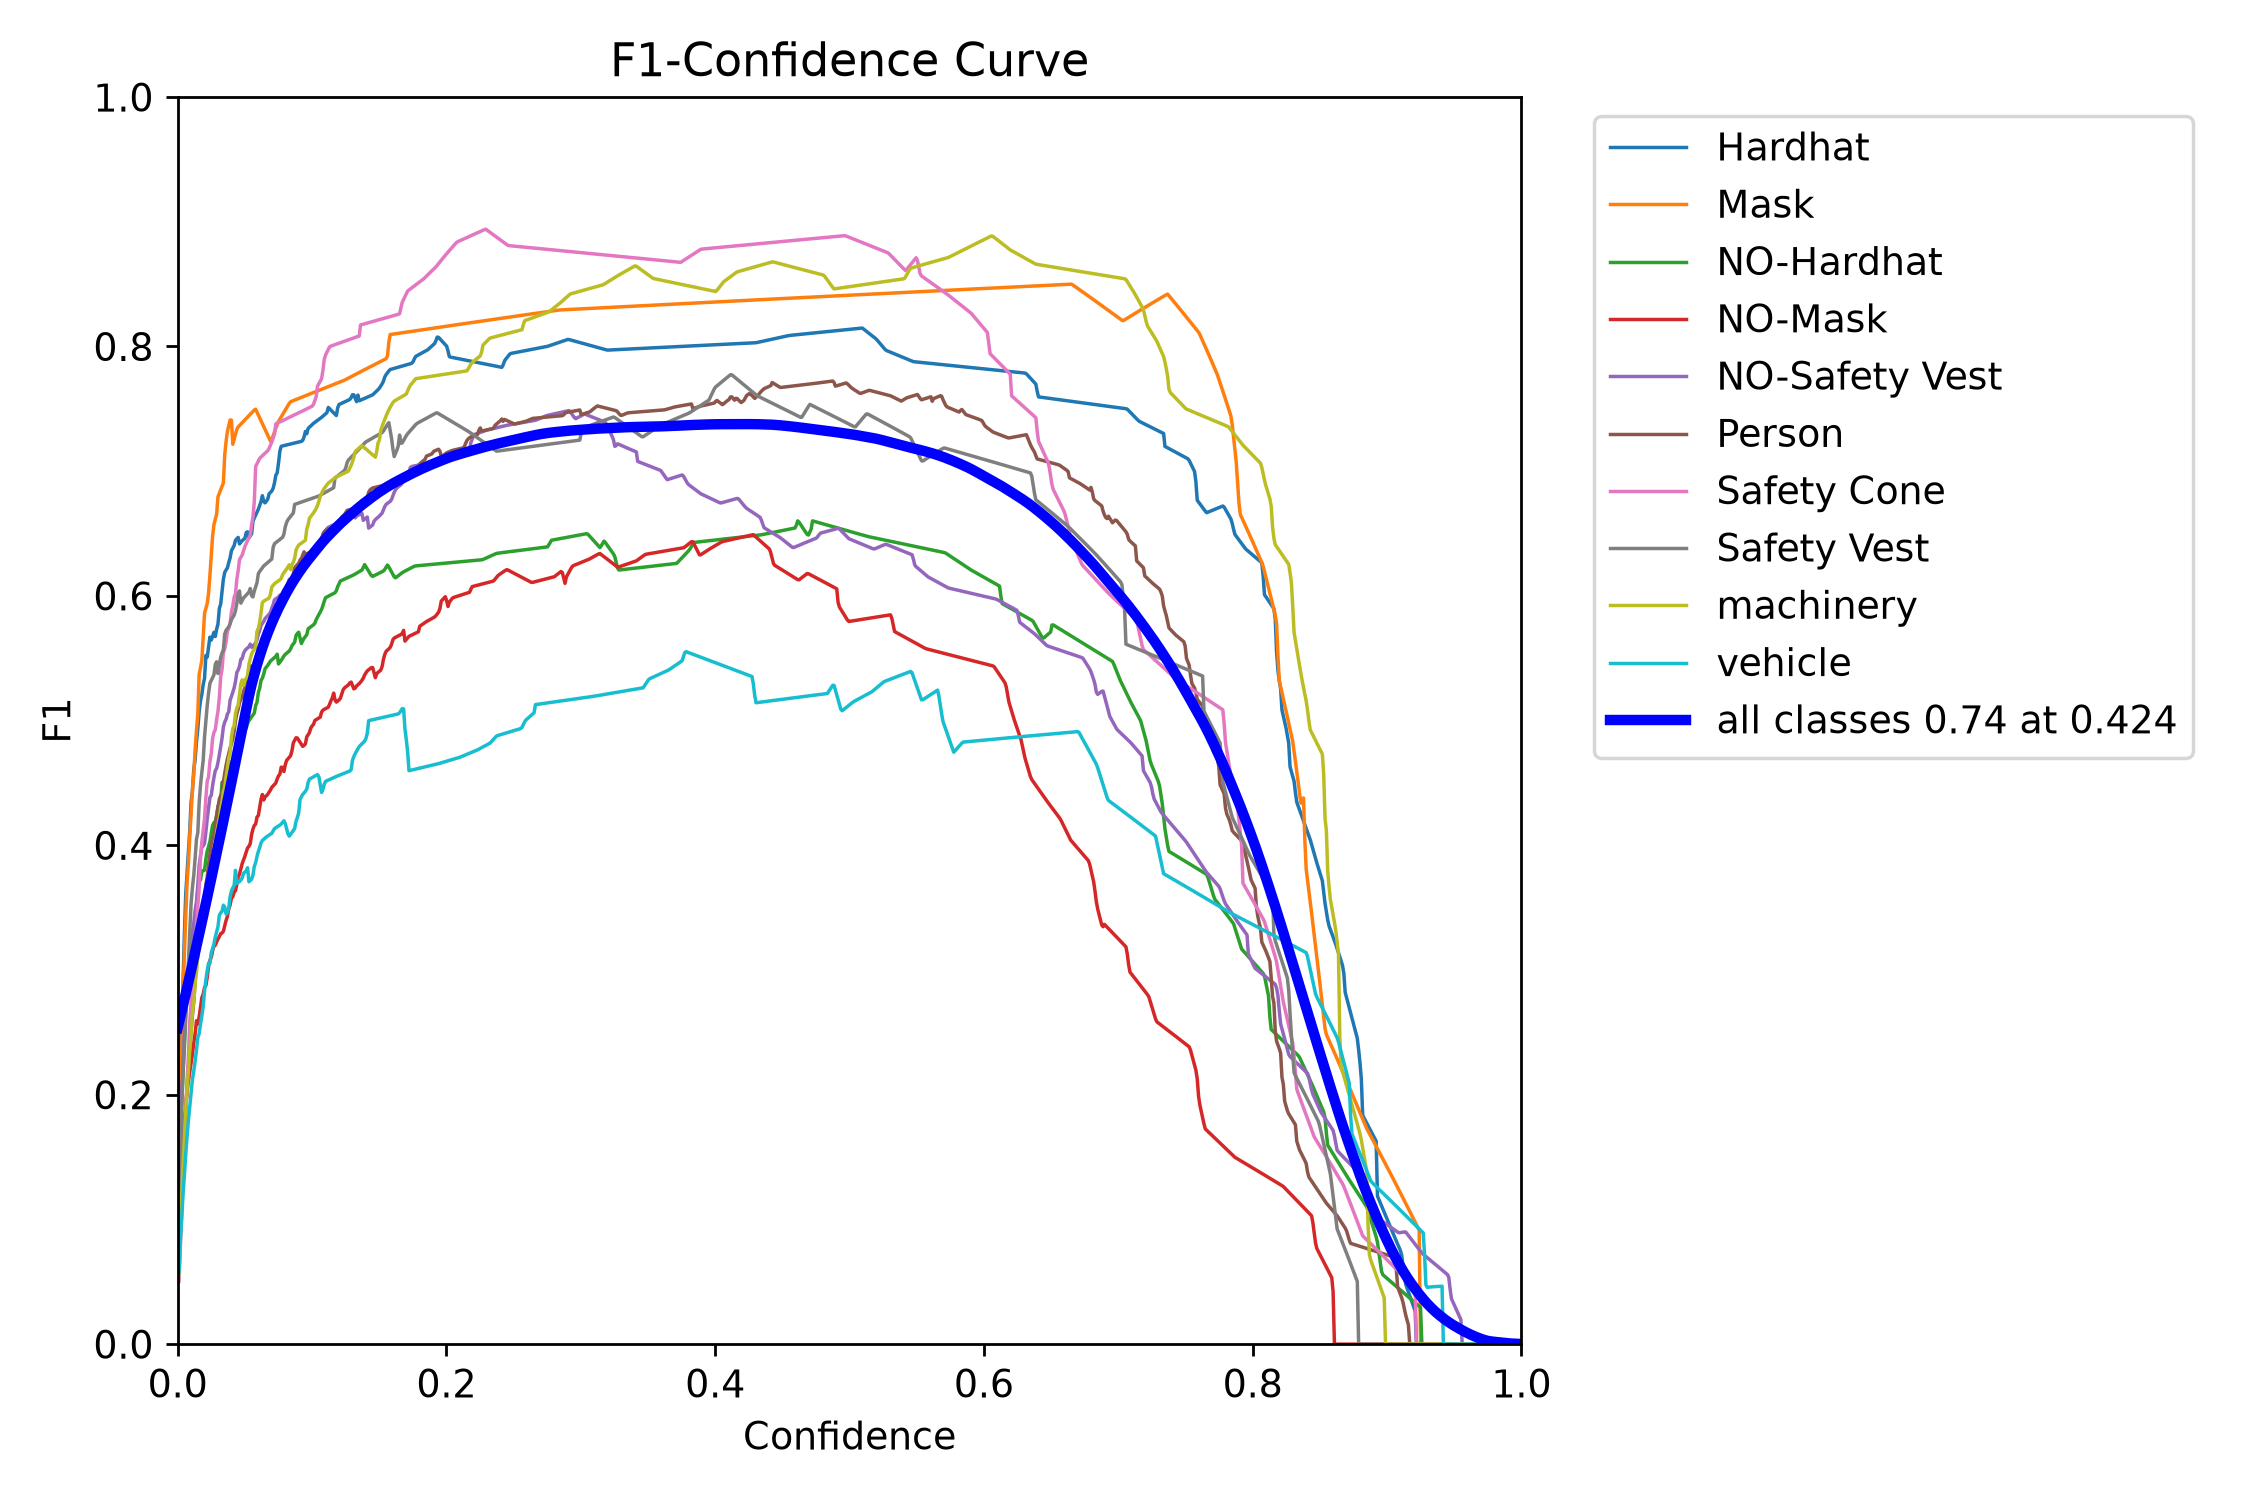 F1-Confidence Curve
1.0
0.8
0.6
0.4
0.2
0.0
F1
0.0 0.2 0.4 0.6 0.8 1.0
Confidence
Hardhat
Mask
NO-Hardhat
NO-Mask
NO-Safety Vest
Person
Safety Cone
Safety Vest
machinery
vehicle
all classes 0.74 at 0.424